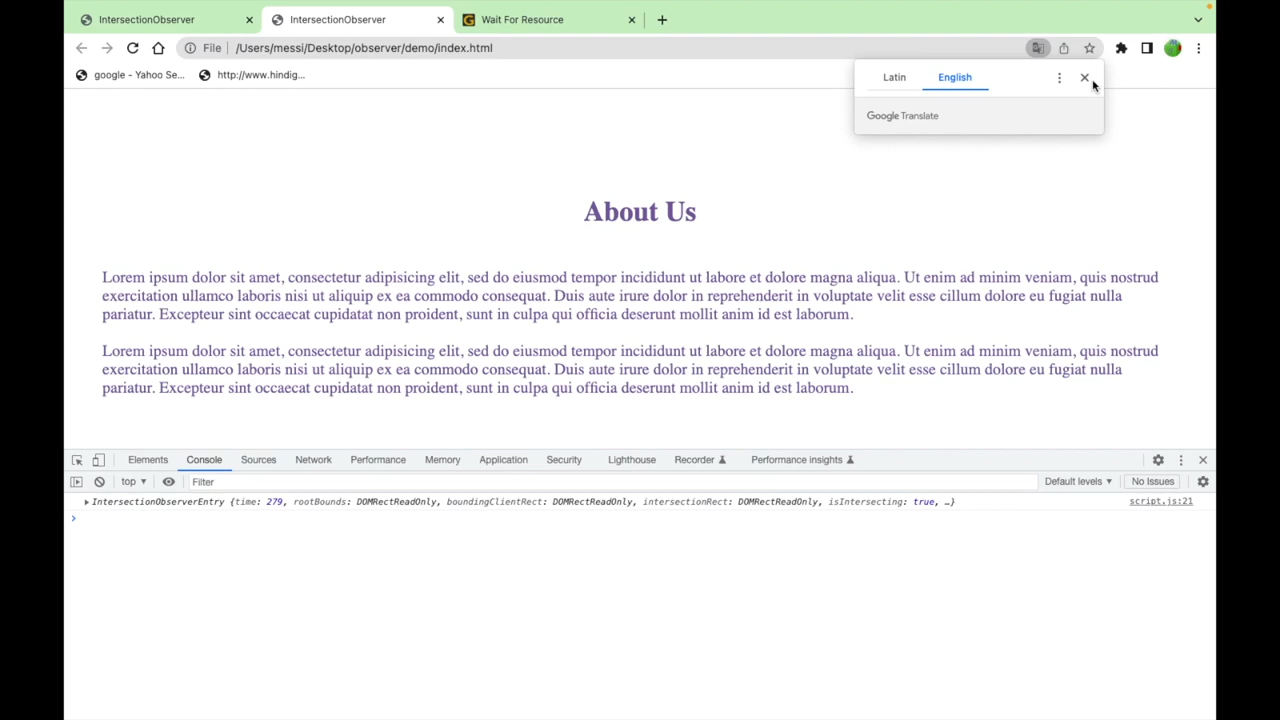 IntersectionObserver
IntersectionObserver
Wait For Resource
File
/Users/messi/Desktop/observer/demo/index.html
google - Yahoo Se...
http://www.hindig...
Latin
English
Google Translate
About Us
Lorem ipsum dolor sit amet, consectetur adipisicing elit, sed do eiusmod tempor incididunt ut labore et dolore magna aliqua. Ut enim ad minim veniam, quis nostrud
exercitation ullamco laboris nisi ut aliquip ex ea commodo consequat. Duis aute irure dolor in reprehenderit in voluptate velit esse cillum dolore eu fugiat nulla
pariatur. Excepteur sint occaecat cupidatat non proident, sunt in culpa qui officia deserunt mollit anim id est laborum.
Lorem ipsum dolor sit amet, consectetur adipisicing elit, sed do eiusmod tempor incididunt ut labore et dolore magna aliqua. Ut enim ad minim veniam, quis nostrud
exercitation ullamco laboris nisi ut aliquip ex ea commodo consequat. Duis aute irure dolor in reprehenderit in voluptate velit esse cillum dolore eu fugiat nulla
pariatur. Excepteur sint occaecat cupidatat non proident, sunt in culpa qui officia deserunt mollit anim id est laborum.
Elements Console Sources Network Performance Memory Application Security Lighthouse Recorder Performance insights
top Filter Default levels No Issues
IntersectionObserverEntry {time: 279, rootBounds: DOMRectReadOnly, boundingClientRect: DOMRectReadOnly, intersectionRect: DOMRectReadOnly, isIntersecting: true, …} script.js:21